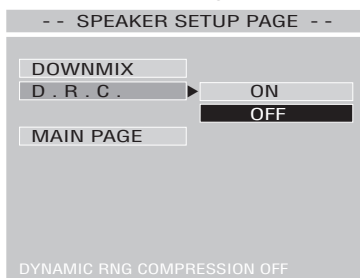 - - SPEAKER SETUP PAGE - -
DOWNMIX
D . R . C .
ON
OFF
MAIN PAGE
DYNAMIC RNG COMPRESSION OFF